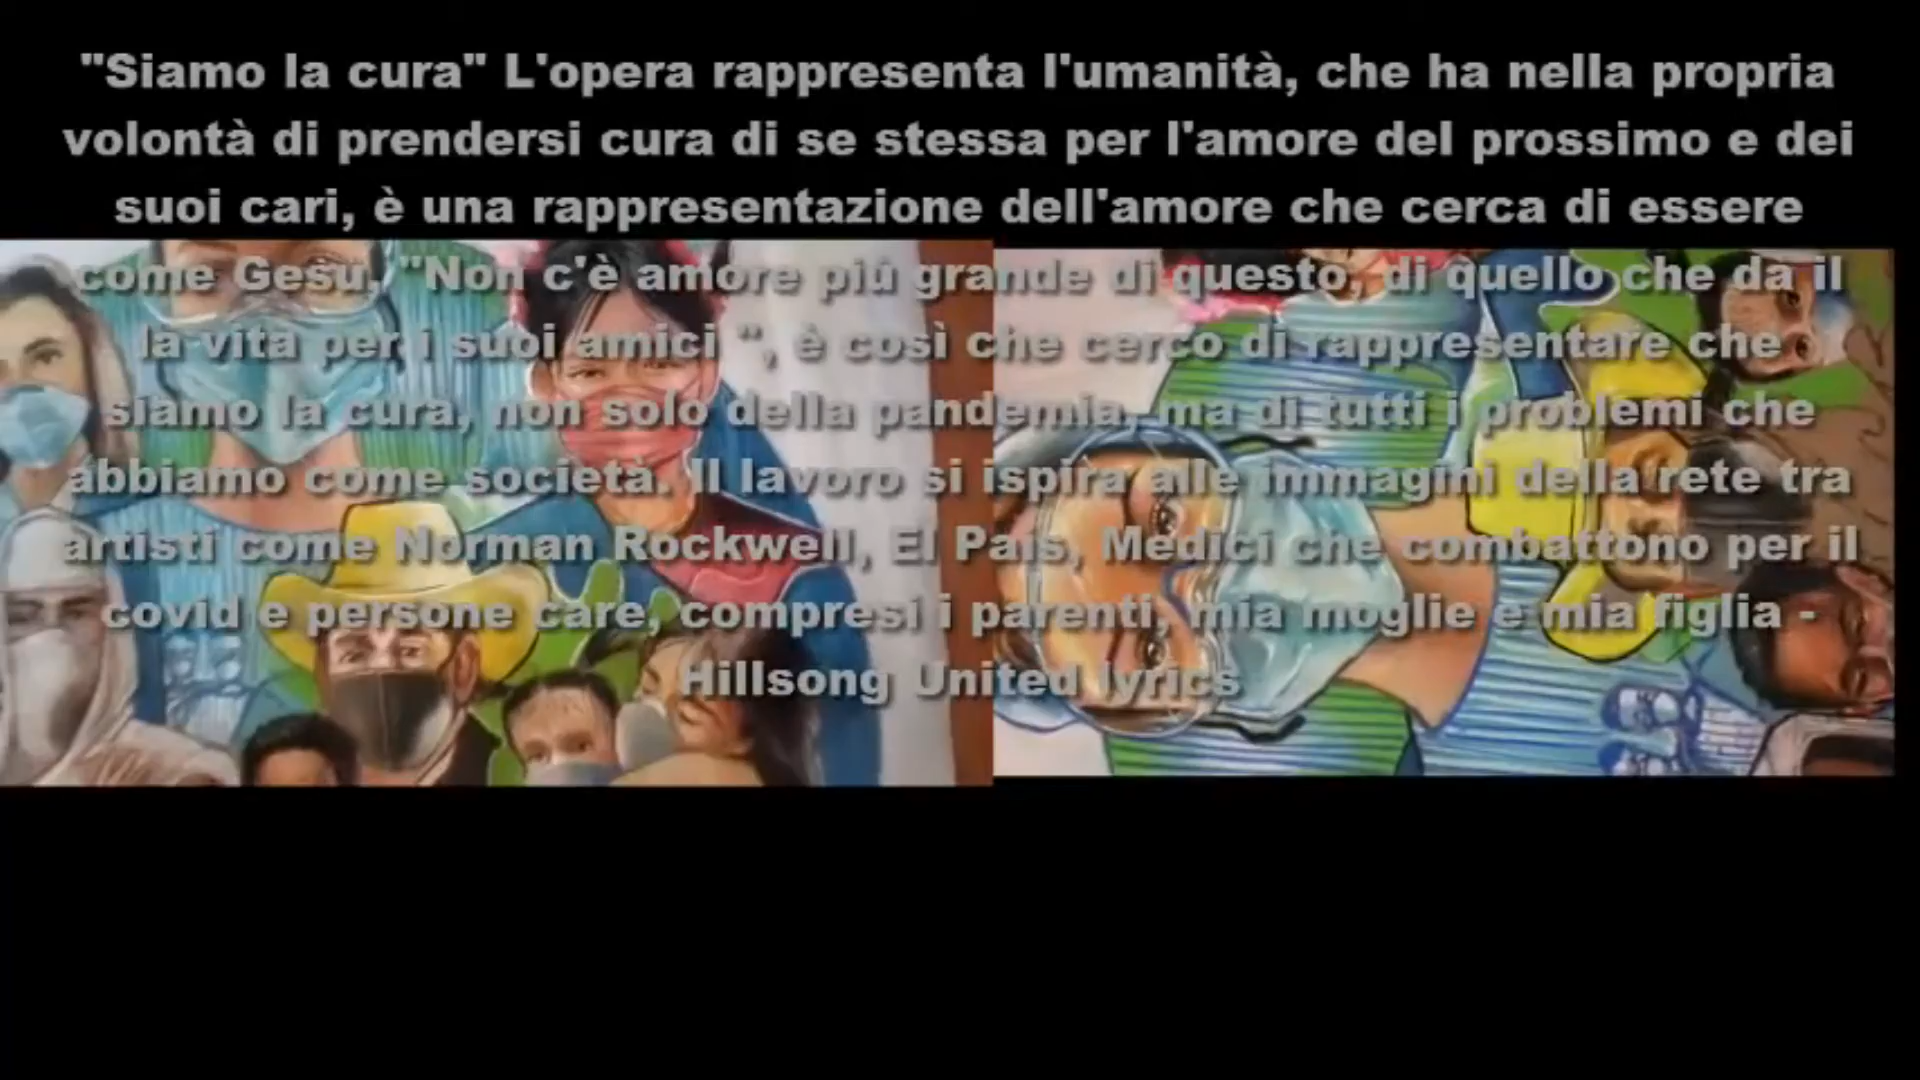 "Siamo la cura" L'opera rappresenta l'umanità, che ha nella propria
volontà di prendersi cura di se stessa per l'amore del prossimo e dei
suoi cari, è una rappresentazione dell'amore che cerca di essere
come Gesù. "Non c'è amore più grande di questo, di quello che da il
la vita per i suoi amici ", è così che cerco di rappresentare che
siamo la cura, non solo della pandemia, ma di tutti i problemi che
abbiamo come società. Il lavoro si ispira alle immagini della rete tra
artisti come Norman Rockwell, El País, Medici che combattono per il
covid e persone care, compresi i parenti, mia moglie e mia figlia -
Hillsong United lyrics